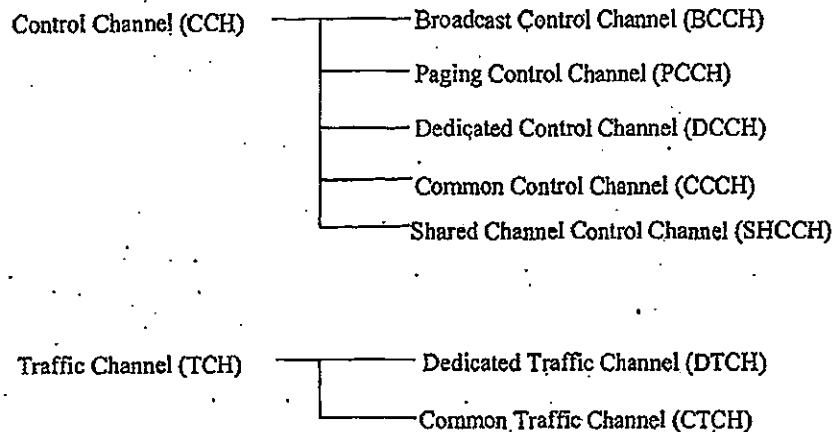 Control Channel (CCH)
Broadcast Control Channel (BCCH)
Paging Control Channel (PCCH)
Dedicated Control Channel (DCCH)
Common Control Channel (CCCH)
Shared Channel Control Channel (SHCCH)
Traffic Channel (TCH)
Dedicated Traffic Channel (DTCH)
Common Traffic Channel (CTCH)